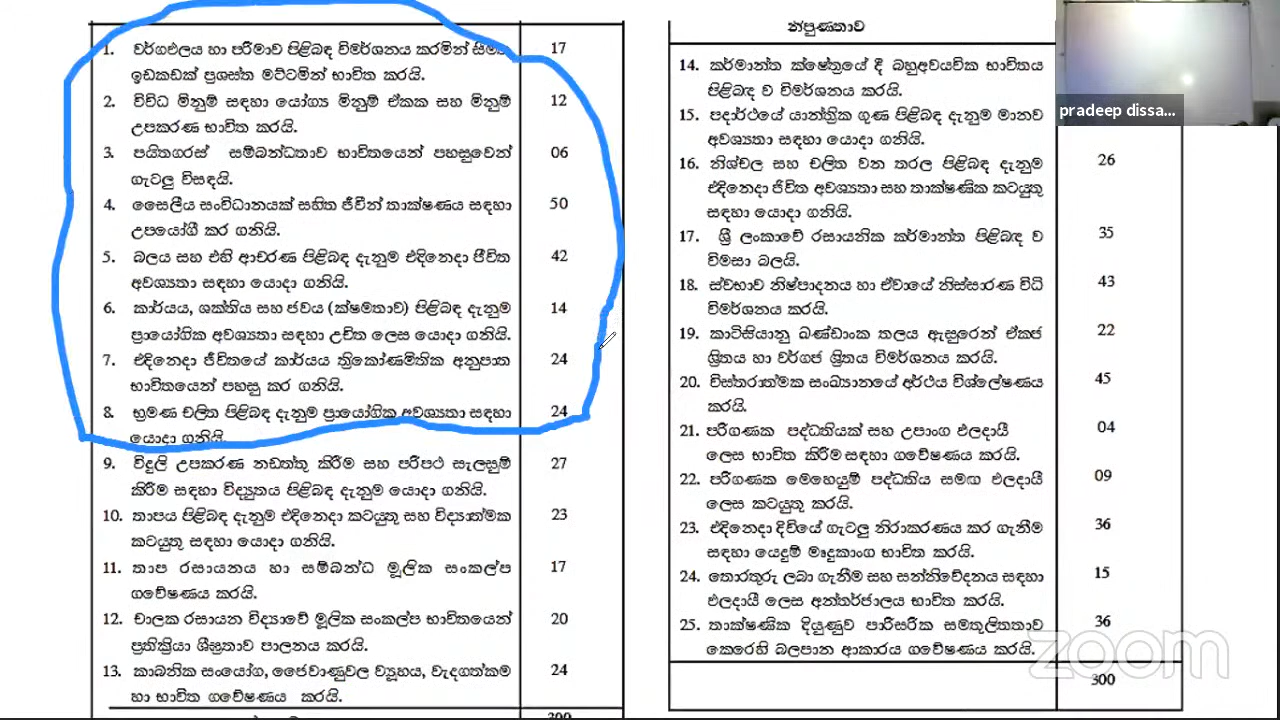 1. වර්ගඵලය හා පරිමාව පිළිබඳ විමර්ශනය කරමින් සීමිත 17
ඉඩකඩක් ප්‍රශස්ත මට්ටමින් භාවිත කරයි.
2. විවිධ මිනුම් සඳහා යෝග්‍ය මිනුම් ඒකක සහ මිනුම් 12
උපකරණ භාවිත කරයි.
3. පයිතගරස් සම්බන්ධතාව භාවිතයෙන් පහසුවෙන් 06
ගැටලු විසඳයි.
4. සෛලීය සංවිධානයක් සහිත ජීවීන් තාක්ෂණය සඳහා 50
උපයෝගී කර ගනියි.
5. බලය සහ එහි ආචරණ පිළිබඳ දැනුම එදිනෙදා ජීවිත 42
අවශ්‍යතා සඳහා යොදා ගනියි.
6. කාර්යය, ශක්තිය සහ ජවය (ක්ෂමතාව) පිළිබඳ දැනුම 14
ප්‍රායෝගික අවශ්‍යතා සඳහා උචිත ලෙස යොදා ගනියි.
7. එදිනෙදා ජීවිතයේ කාර්යය ත්‍රිකෝණමිතික අනුපාත 24
භාවිතයෙන් පහසු කර ගනියි.
8. භ්‍රමණ චලිත පිළිබඳ දැනුම ප්‍රායෝගික අවශ්‍යතා සඳහා 24
යොදා ගනියි.
9. විදුලි උපකරණ නඩත්තු කිරීම සහ පරිපථ සැලසුම් 27
කිරීම සඳහා විද්‍යුතය පිළිබඳ දැනුම යොදා ගනියි.
10. තාපය පිළිබඳ දැනුම එදිනෙදා කටයුතු සහ විද්‍යාත්මක 23
කටයුතු සඳහා යොදා ගනියි.
11. තාප රසායනය හා සම්බන්ධ මූලික සංකල්ප 17
ගවේෂණය කරයි.
12. චාලක රසායන විද්‍යාවේ මූලික සංකල්ප භාවිතයෙන් 20
ප්‍රතික්‍රියා ශීඝ්‍රතාව පාලනය කරයි.
13. කාබනික සංයෝග, ජෛවාණුවල ව්‍යූහය, වැදගත්කම 24
හා භාවිත ගවේෂණය කරයි.
300
නිපුණතාව
14. කර්මාන්ත ක්ෂේත්‍රයේ දී බහුඅවයවික භාවිතය
පිළිබඳ ව විමර්ශනය කරයි.
15. පදාර්ථයේ යාන්ත්‍රික ගුණ පිළිබඳ දැනුම මානව
අවශ්‍යතා සඳහා යොදා ගනියි.
16. නිශ්චල සහ චලිත වන තරල පිළිබඳ දැනුම 26
එදිනෙදා ජීවිත අවශ්‍යතා සහ තාක්ෂණික කටයුතු
සඳහා යොදා ගනියි.
17. ශ්‍රී ලංකාවේ රසායනික කර්මාන්ත පිළිබඳ ව 35
විමසා බලයි.
18. ස්වභාව නිෂ්පාදනය හා ඒවායේ නිස්සාරණ විධි 43
විමර්ශනය කරයි.
19. කාටිසියානු ඛණ්ඩාංක තලය ඇසුරෙන් ඒකජ 22
ශ්‍රිතය හා වර්ගජ ශ්‍රිතය විමර්ශනය කරයි.
20. විස්තරාත්මක සංඛ්‍යානයේ අර්ථය විශ්ලේෂණය 45
කරයි.
21. පරිගණක පද්ධතියක් සහ උපාංග ඵලදායී 04
ලෙස භාවිත කිරීම සඳහා ගවේෂණය කරයි.
22. පරිගණක මෙහෙයුම් පද්ධතිය සමඟ ඵලදායී 09
ලෙස කටයුතු කරයි.
23. එදිනෙදා දිවියේ ගැටලු නිරාකරණය කර ගැනීම 36
සඳහා යෙදුම් මෘදුකාංග භාවිත කරයි.
24. තොරතුරු ලබා ගැනීම සහ සන්නිවේදනය සඳහා 15
ඵලදායී ලෙස අන්තර්ජාලය භාවිත කරයි.
25. තාක්ෂණික දියුණුව පාරිසරික සමතුලිතතාව 36
කෙරෙහි බලපාන ආකාරය ගවේෂණය කරයි.
300
pradeep dissa...
zoom